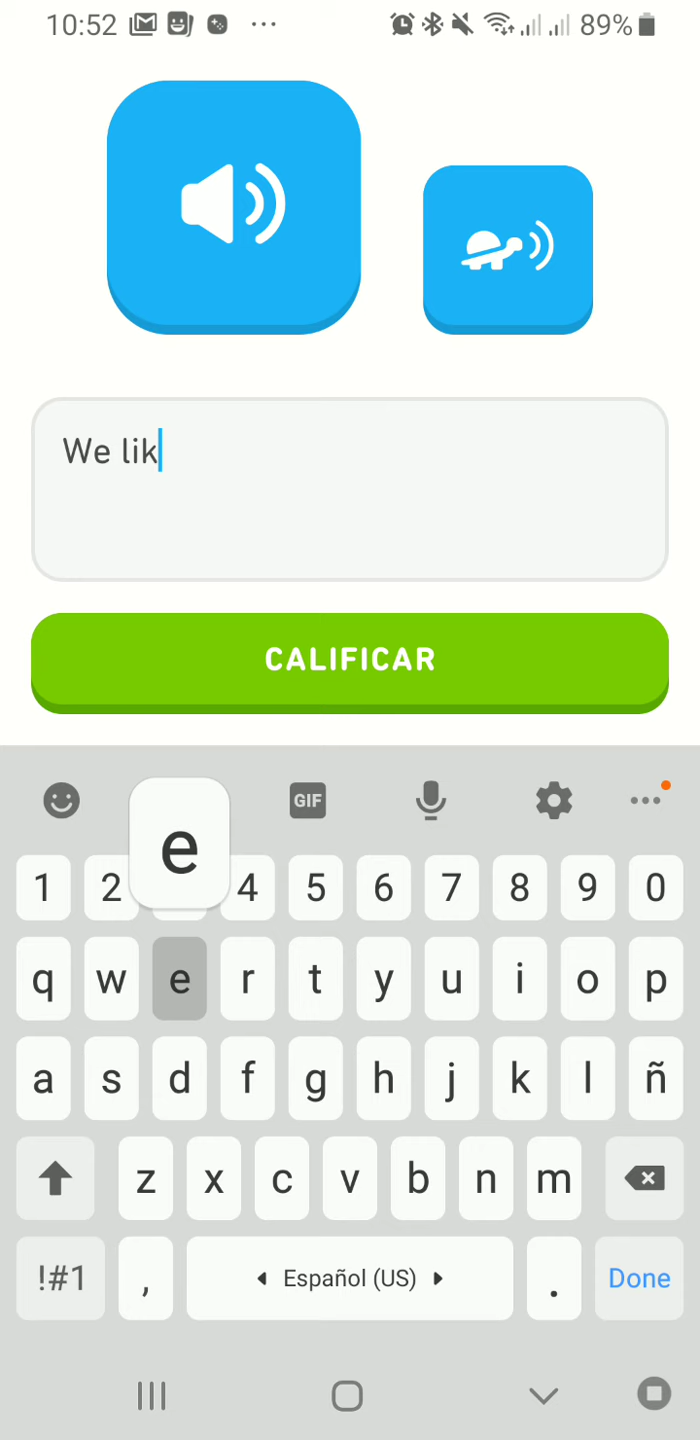 10:52 89%
We lik
CALIFICAR
GIF
e
1 2 4 5 6 7 8 9 0
q w e r t y u i o p
a s d f g h j k l ñ
z x c v b n m
!#1 , Español (US) . Done